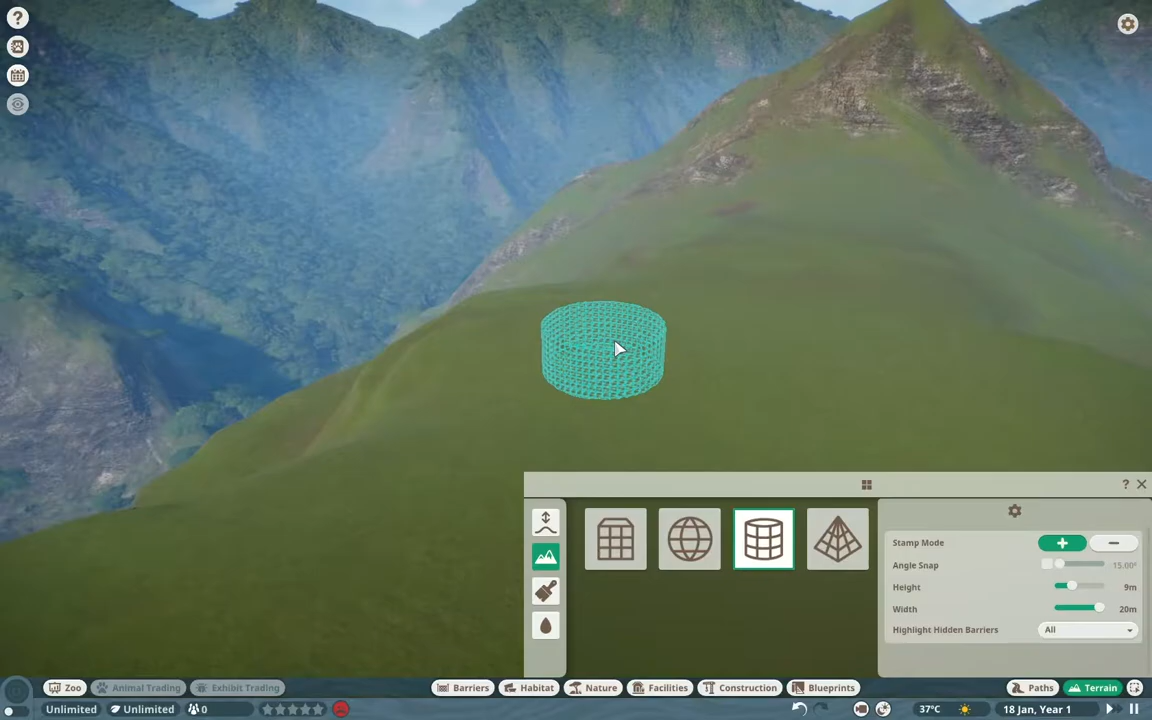 ?
? 
Stamp Mode + −
Angle Snap 15.00°
Height 9m
Width 20m
Highlight Hidden Barriers All
Zoo Animal Trading Exhibit Trading Barriers Habitat Nature Facilities Construction Blueprints Paths Terrain
Unlimited Unlimited 0 37°C 18 Jan, Year 1